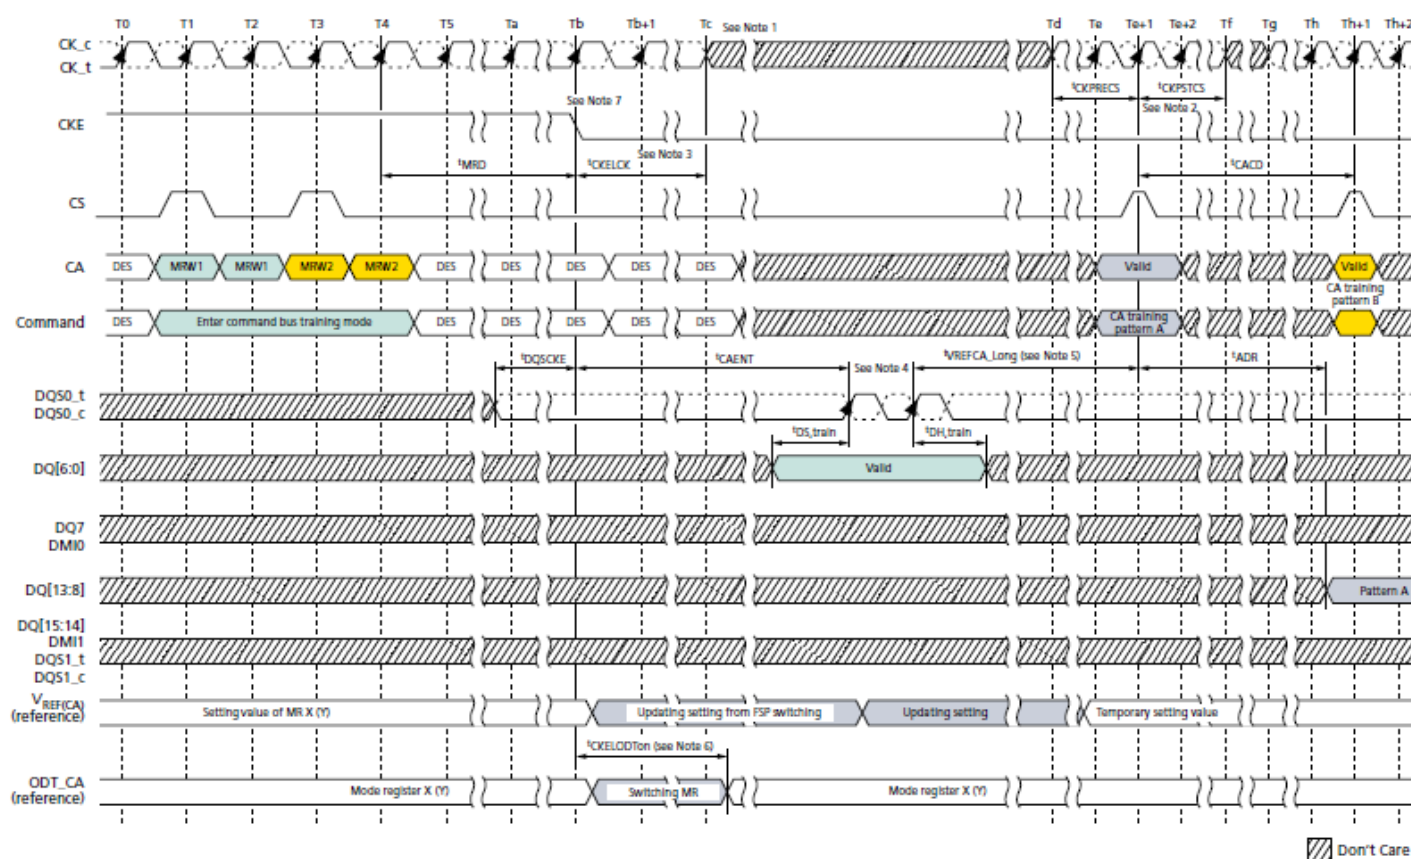 T0 T1 T2 T3 T4 T5 Ta Tb Tb+1 Tc See Note 1 Td Te Te+1 Te+2 Tf Tg Th Th+1 Th+2
CK_c
CK_t
tCKPRECS tCKPSTCS
See Note 7 See Note 2
CKE
See Note 3
tMRD tCKELCK tCACD
CS
CA DES MRW1 MRW1 MRW2 MRW2 DES DES DES DES DES Valid Valid
CA training
pattern B
Command DES Enter command bus training mode DES DES DES DES DES CA training
pattern A
tDQSCKE tCAENT See Note 4 tVREFCA_Long (see Note 5) tADR
DQS0_t
DQS0_c
tDS,train tDH,train
DQ[6:0] Valid
DQ7
DMI0
DQ[13:8] Pattern A
DQ[15:14]
DMI1
DQS1_t
DQS1_c
VREF(CA)
(reference) Setting value of MR X (Y) Updating setting from FSP switching Updating setting Temporary setting value
tCKELODTon (see Note 6)
ODT_CA
(reference) Mode register X (Y) Switching MR Mode register X (Y)
Don't Care